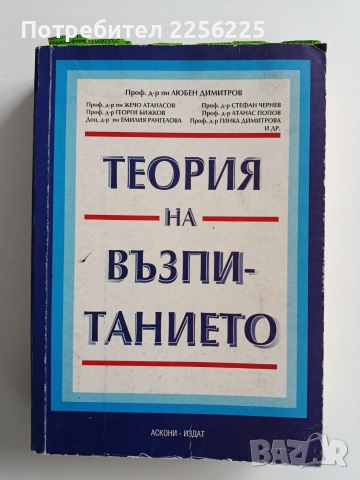 Потребител 2256225
Проф. д-р пн ЛЮБЕН ДИМИТРОВ
Проф. д-р пн ЖЕЧО АТАНАСОВ
Проф. д-р СТЕФАН ЧЕРНЕВ
Проф. д-р ГЕОРГИ БИЖКОВ
Проф. д-р АТАНАС ПОПОВ
Доц. д-р пн ЕМИЛИЯ РАНГЕЛОВА
Проф. д-р ГИНКА ДИМИТРОВА
И ДР.
ТЕОРИЯ
НА
ВЪЗПИ-
ТАНИЕТО
АСКОНИ - ИЗДАТ
BAZAR